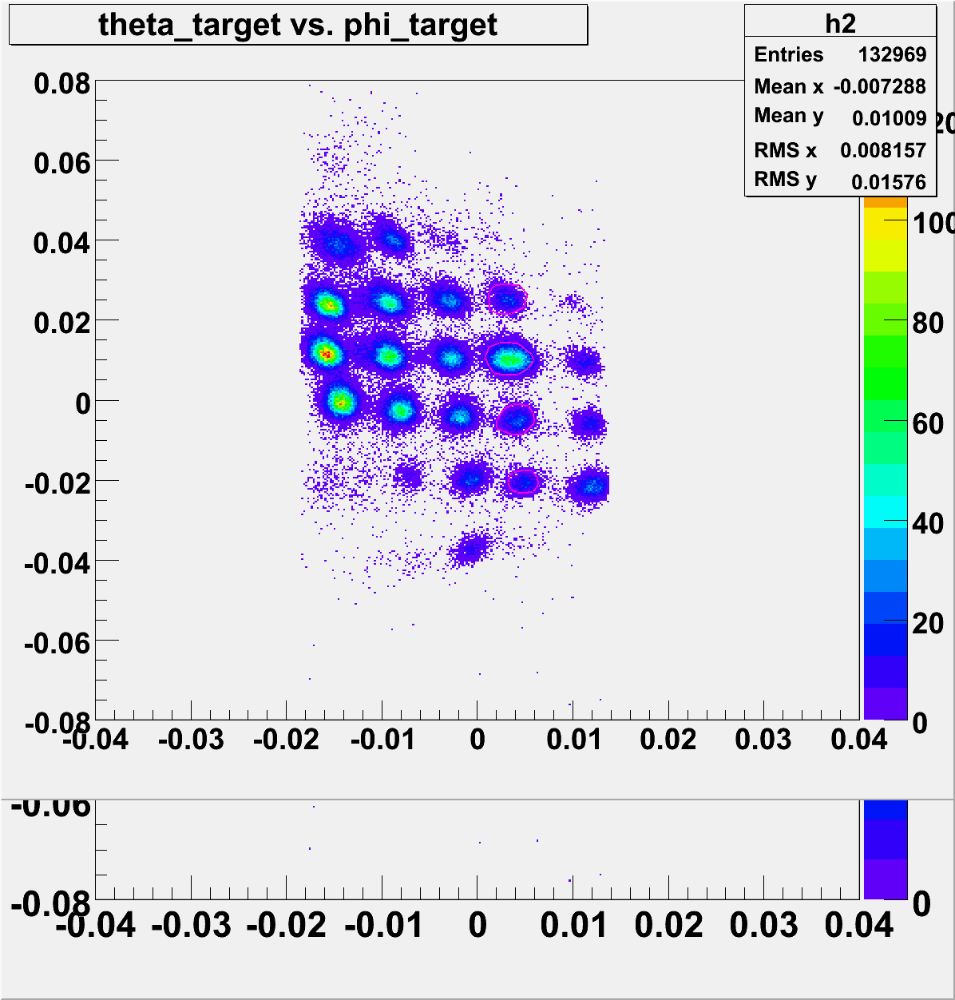 theta_target vs. phi_target
h2
Entries 132969
Mean x -0.007288
Mean y 0.01009
RMS x 0.008157
RMS y 0.01576
0.08
0.06
0.04
0.02
0
-0.02
-0.04
-0.06
-0.08
-0.04 -0.03 -0.02 -0.01 0 0.01 0.02 0.03 0.04
100
80
60
40
20
0
-0.06
-0.08
0
-0.04 -0.03 -0.02 -0.01 0 0.01 0.02 0.03 0.04